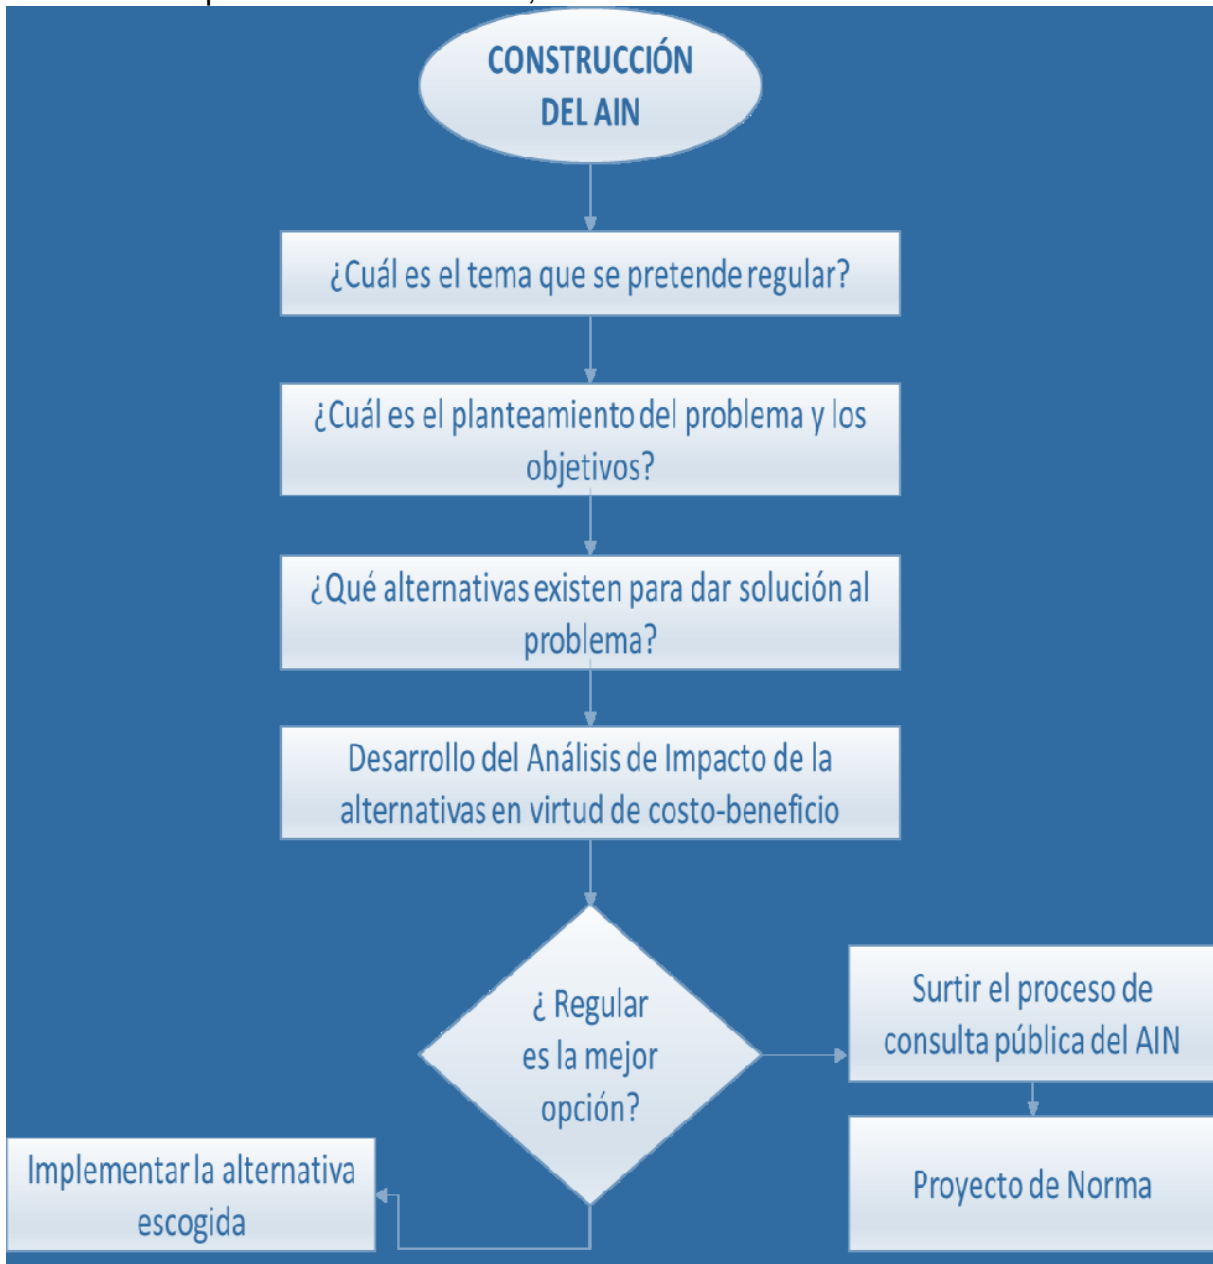 CONSTRUCCIÓN
DEL AIN
¿Cuál es el tema que se pretende regular?
¿Cuál es el planteamiento del problema y los
objetivos?
¿Qué alternativas existen para dar solución al
problema?
Desarrollo del Análisis de Impacto de la
alternativas en virtud de costo-beneficio
¿ Regular
es la mejor
opción?
Surtir el proceso de
consulta pública del AIN
Proyecto de Norma
Implementar la alternativa
escogida